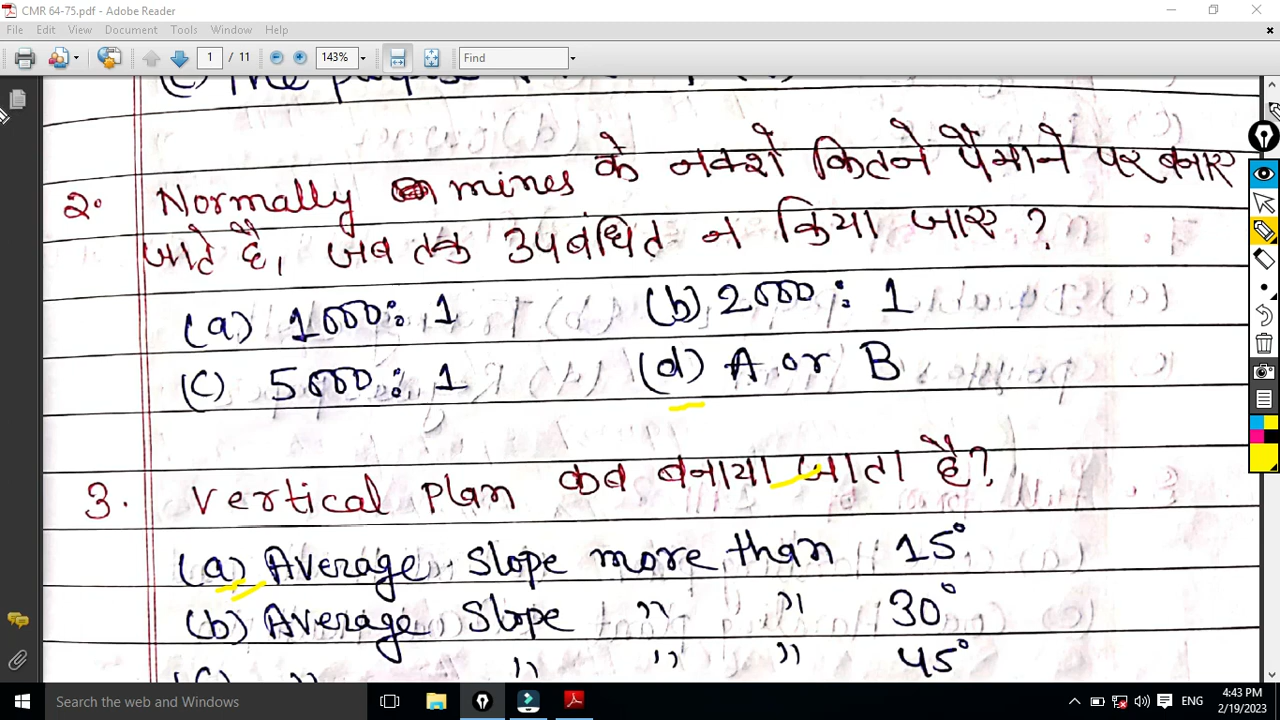 CMR 64-75.pdf - Adobe Reader
File Edit View Document Tools Window Help
1 / 11 143% Find
(C) The purpose
2. Normally mines के नक्शे कितने पैमाने पर बनाए
जाते है, जब तक उपबंधित न किया जाए ?
(a) 1000 : 1 (b) 2000 : 1
(C) 5000 : 1 (d) A or B
3. Vertical Plan कब बनाया जाता है?
(a) Average Slope more than 15°
(b) Average Slope " " 30°
(C) " " " " 45°
Search the web and Windows
ENG
4:43 PM
2/19/2023